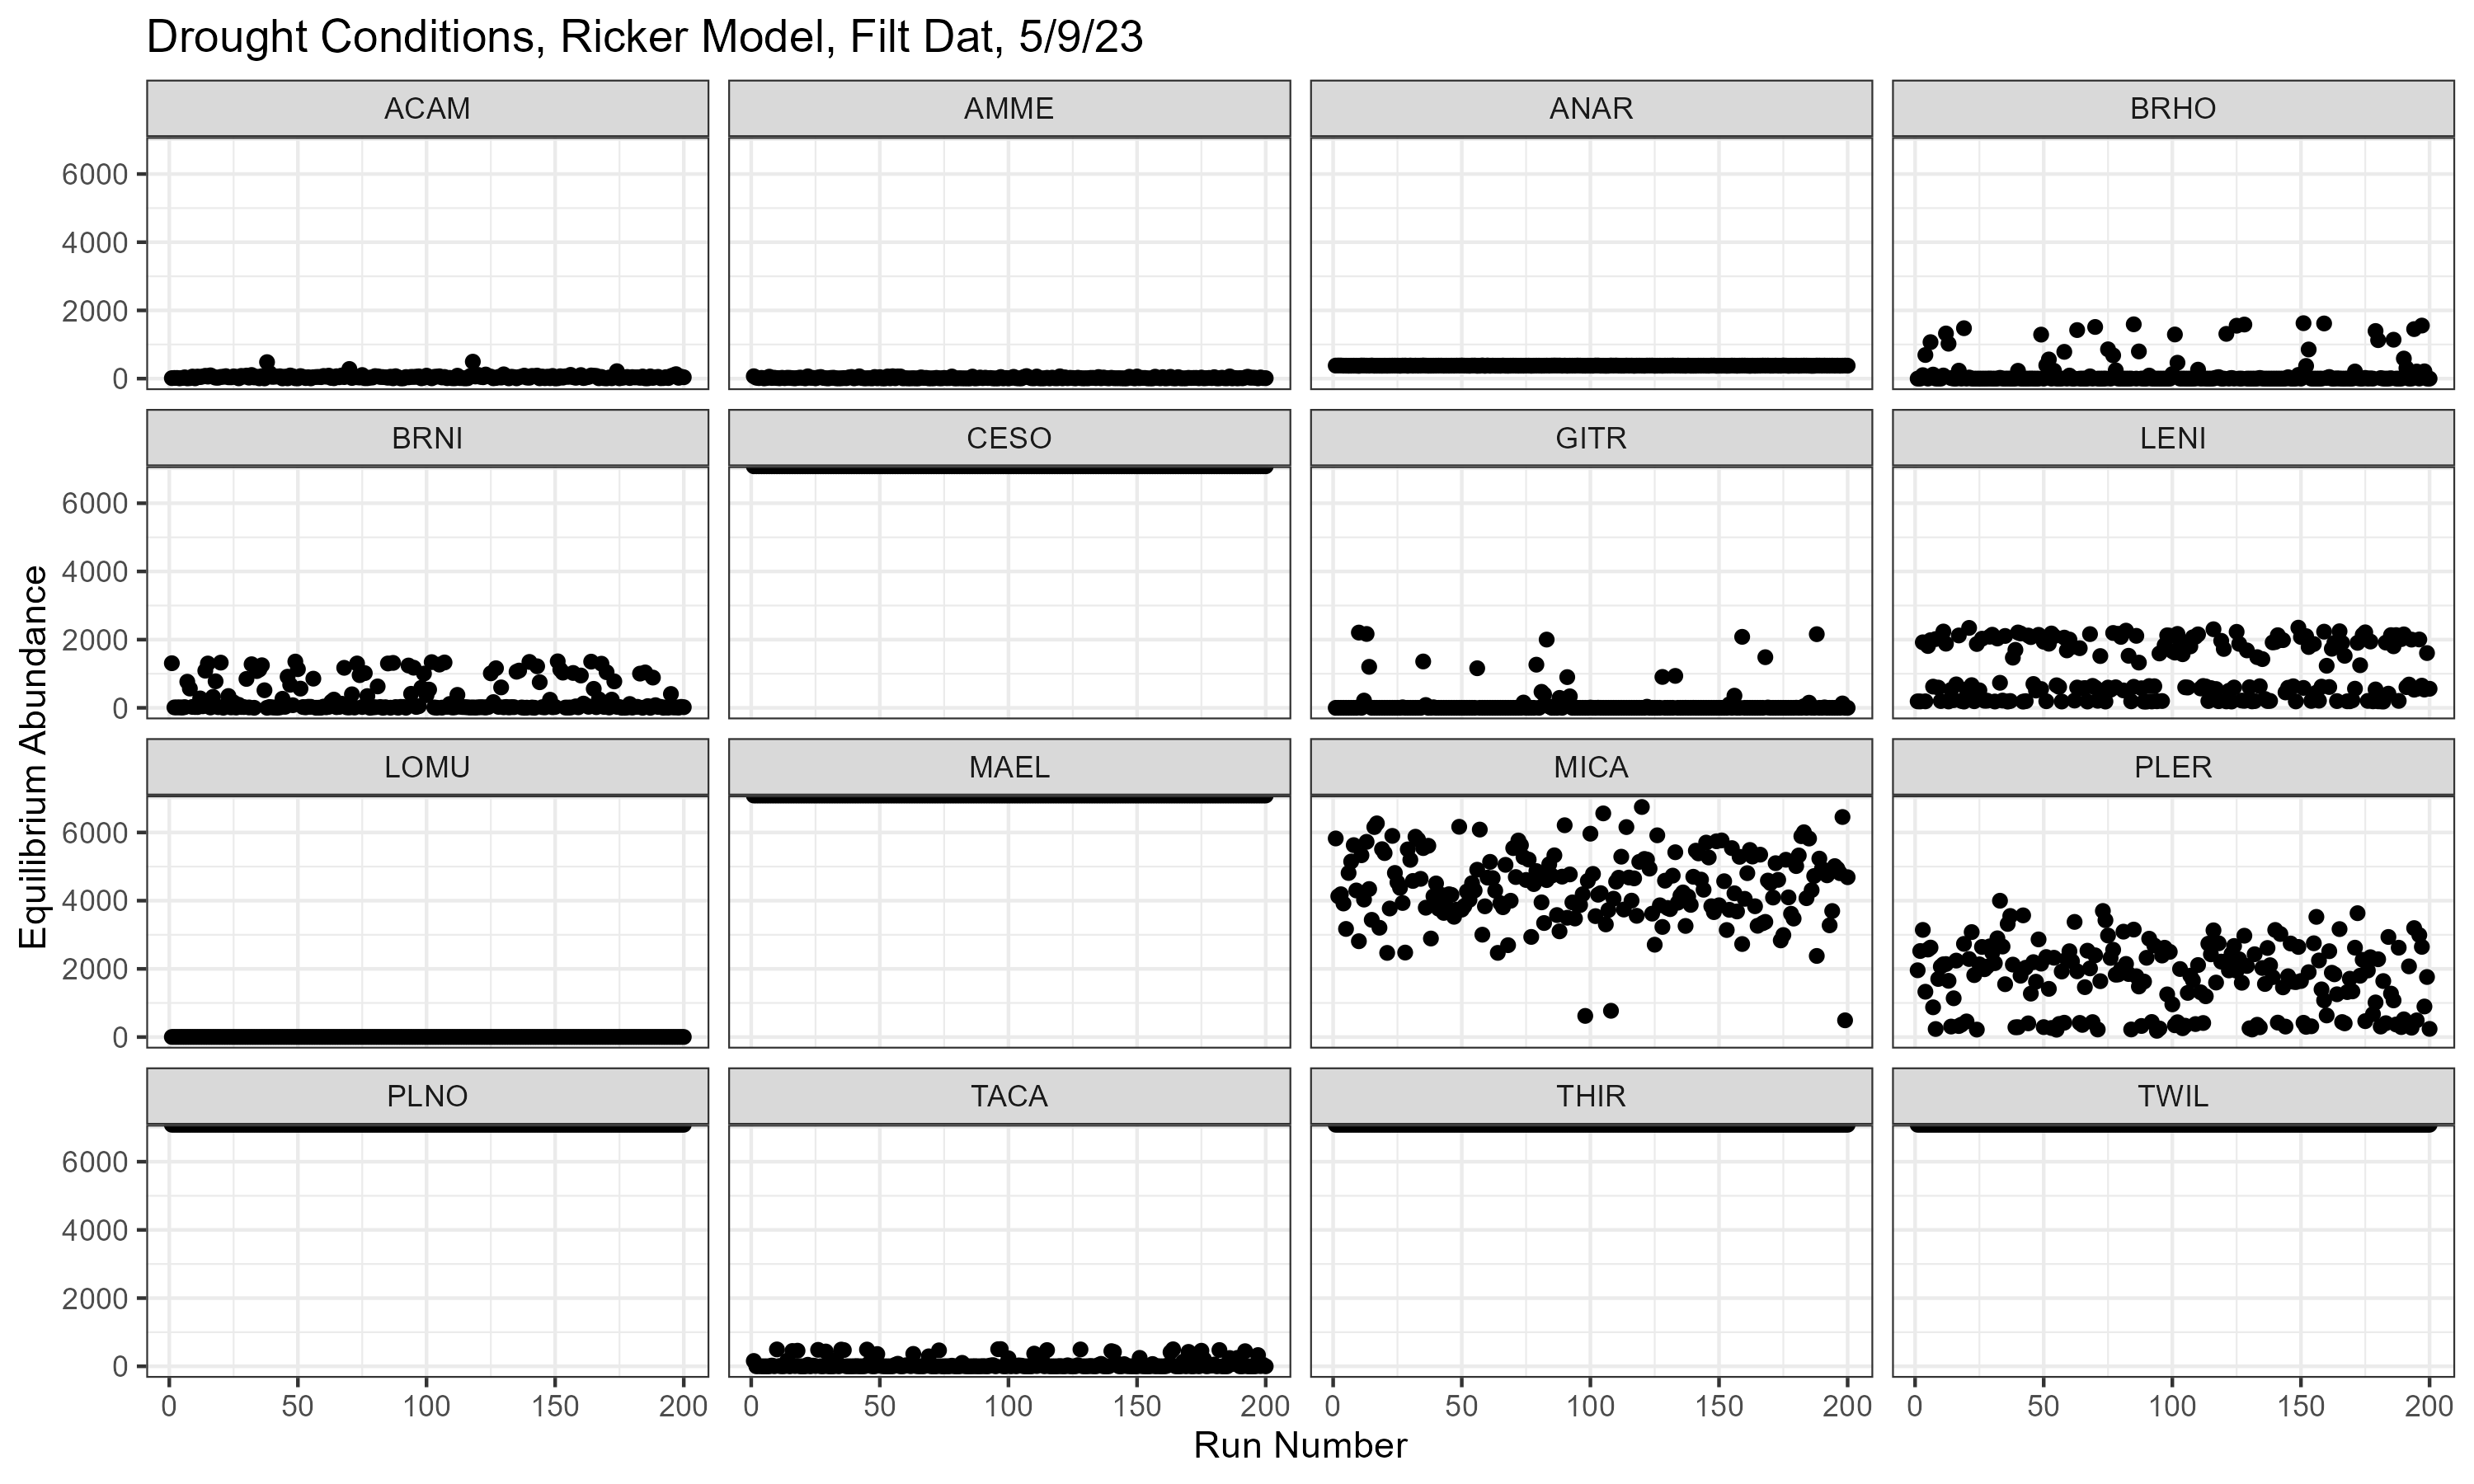 Drought Conditions, Ricker Model, Filt Dat, 5/9/23
ACAM AMME ANAR BRHO
6000
4000
2000
0
BRNI CESO GITR LENI
6000
4000
2000
0
LOMU MAEL MICA PLER
6000
4000
2000
0
PLNO TACA THIR TWIL
6000
4000
2000
0
0 50 100 150 200 0 50 100 150 200 0 50 100 150 200 0 50 100 150 200
Run Number
Equilibrium Abundance